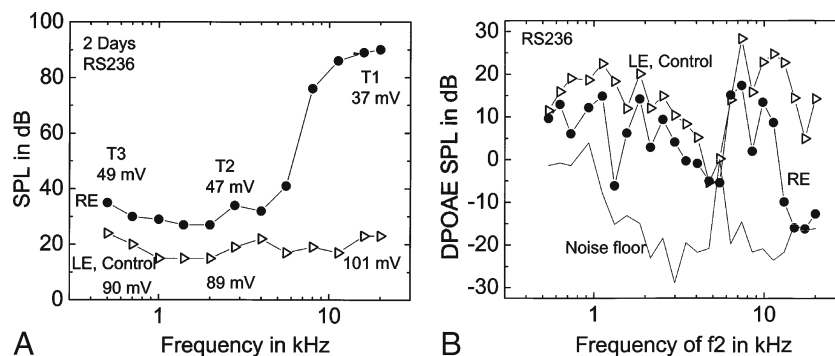 2 Days
RS236
T1
37 mV
T3
49 mV
T2
47 mV
RE
LE, Control
90 mV
89 mV
101 mV
SPL in dB
100
80
60
40
20
0
1
10
Frequency in kHz
A
RS236
LE, Control
RE
Noise floor
DPOAE SPL in dB
30
20
10
0
-10
-20
-30
1
10
Frequency of f2 in kHz
B